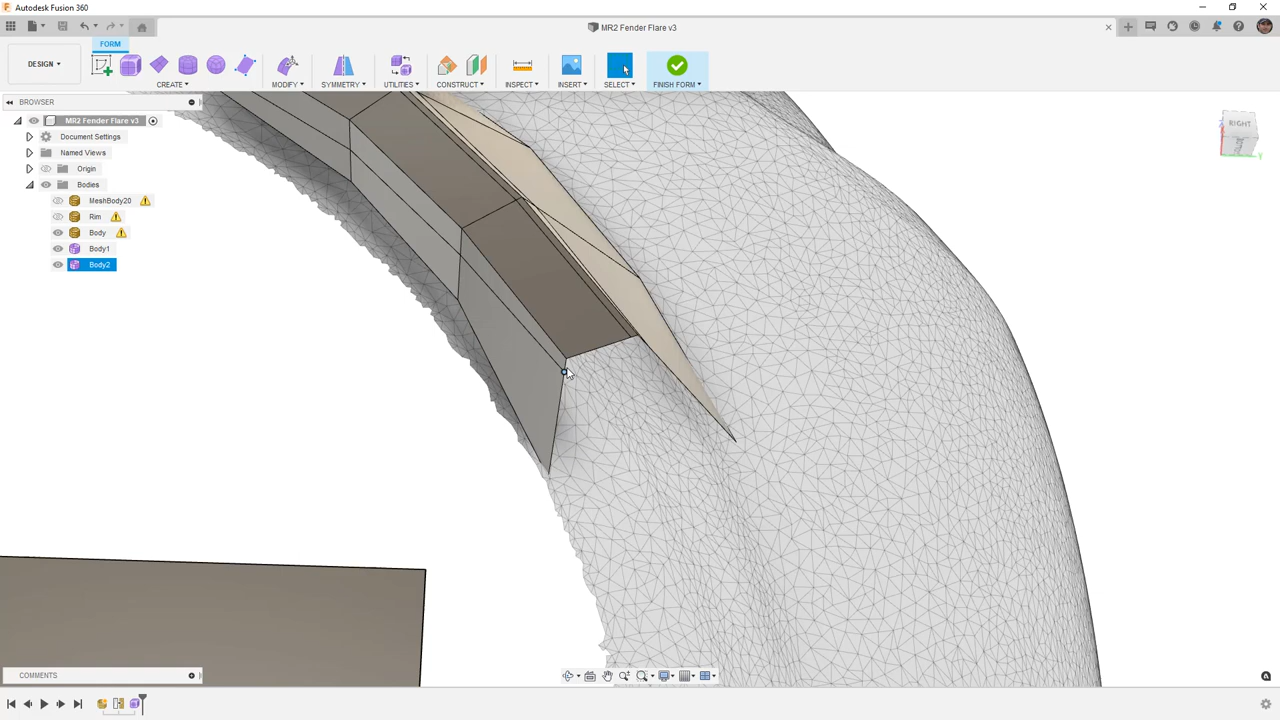 Autodesk Fusion 360
MR2 Fender Flare v3
FORM
DESIGN
CREATE
MODIFY
SYMMETRY
UTILITIES
CONSTRUCT
INSPECT
INSERT
SELECT
FINISH FORM
BROWSER
MR2 Fender Flare v3
Document Settings
Named Views
Origin
Bodies
MeshBody20
Rim
Body
Body1
Body2
RIGHT
Y
COMMENTS